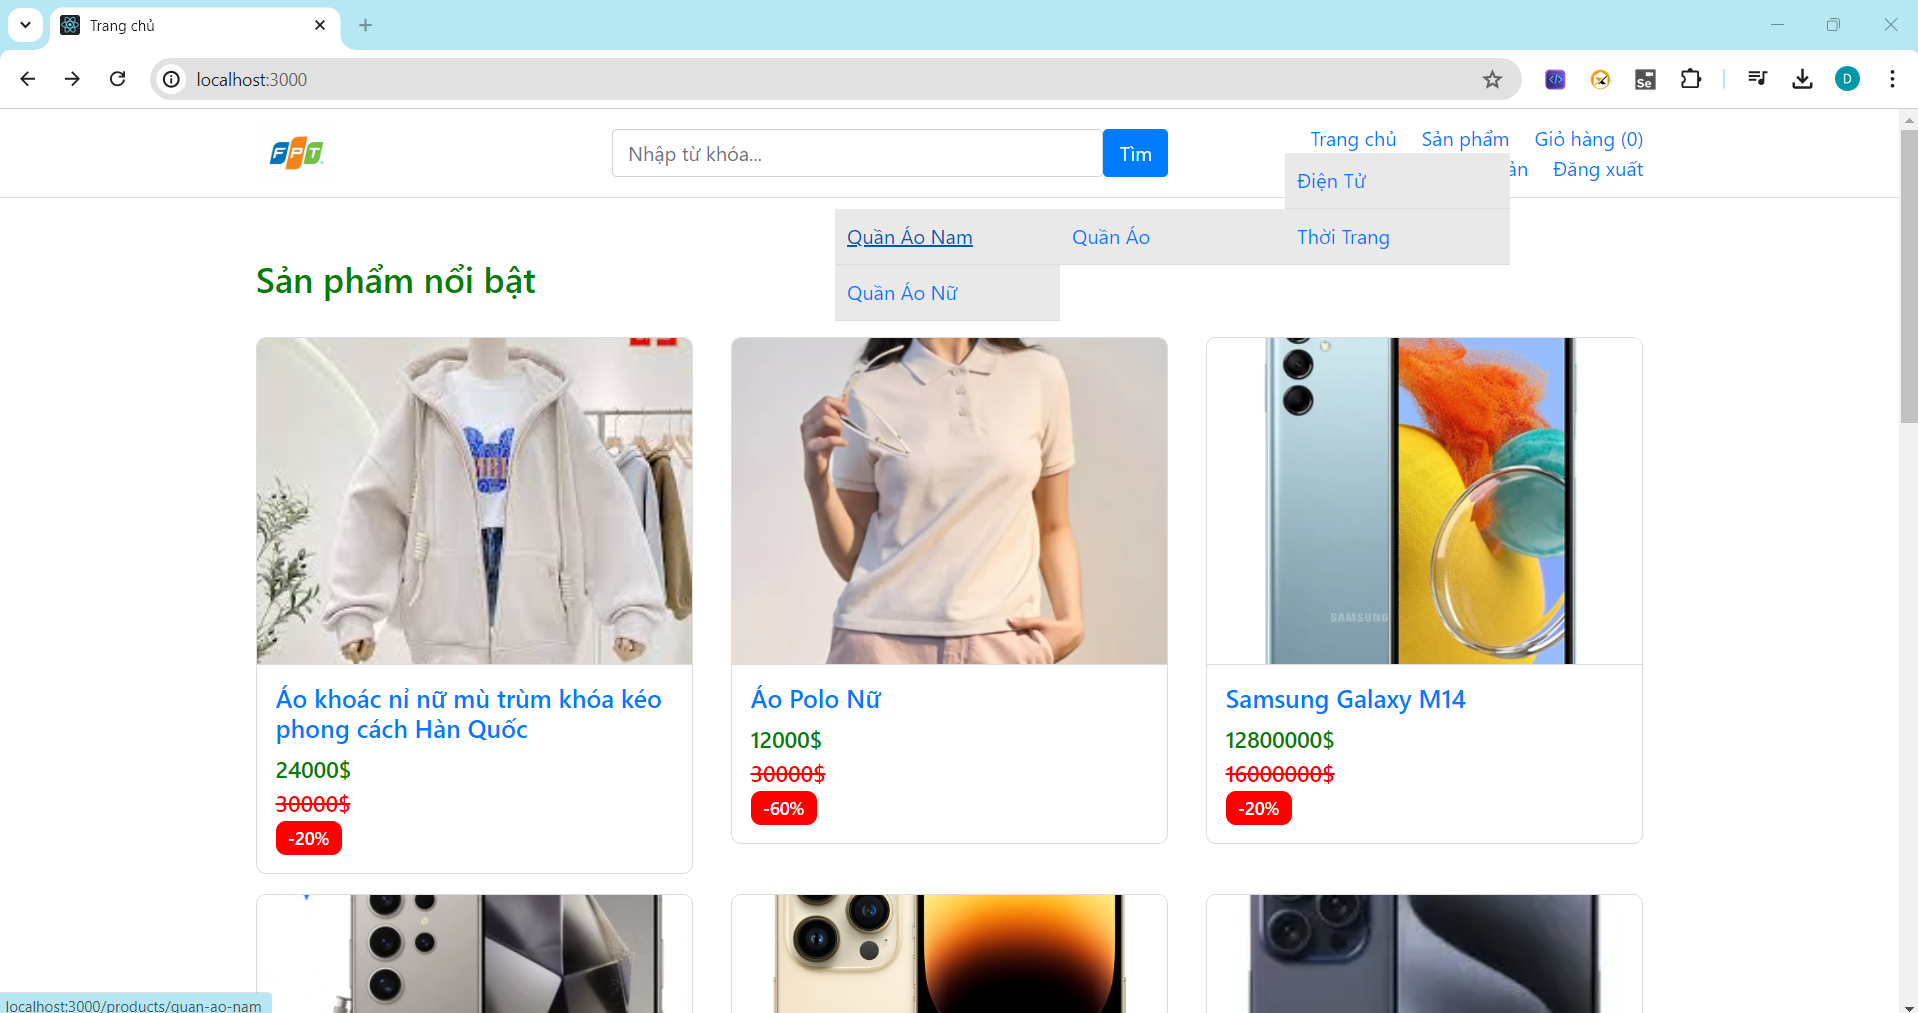 Trang chủ
localhost:3000
Se
D
FPT
Nhập từ khóa...
Tìm
Trang chủ Sản phẩm Giỏ hàng (0)
Đăng xuất
Điện Tử
Quần Áo Nam Quần Áo Thời Trang
Quần Áo Nữ
Sản phẩm nổi bật
SAMSUNG
Áo khoác nỉ nữ mù trùm khóa kéo
phong cách Hàn Quốc
24000$
30000$
-20%
Áo Polo Nữ
12000$
30000$
-60%
Samsung Galaxy M14
12800000$
16000000$
-20%
localhost:3000/products/quan-ao-nam